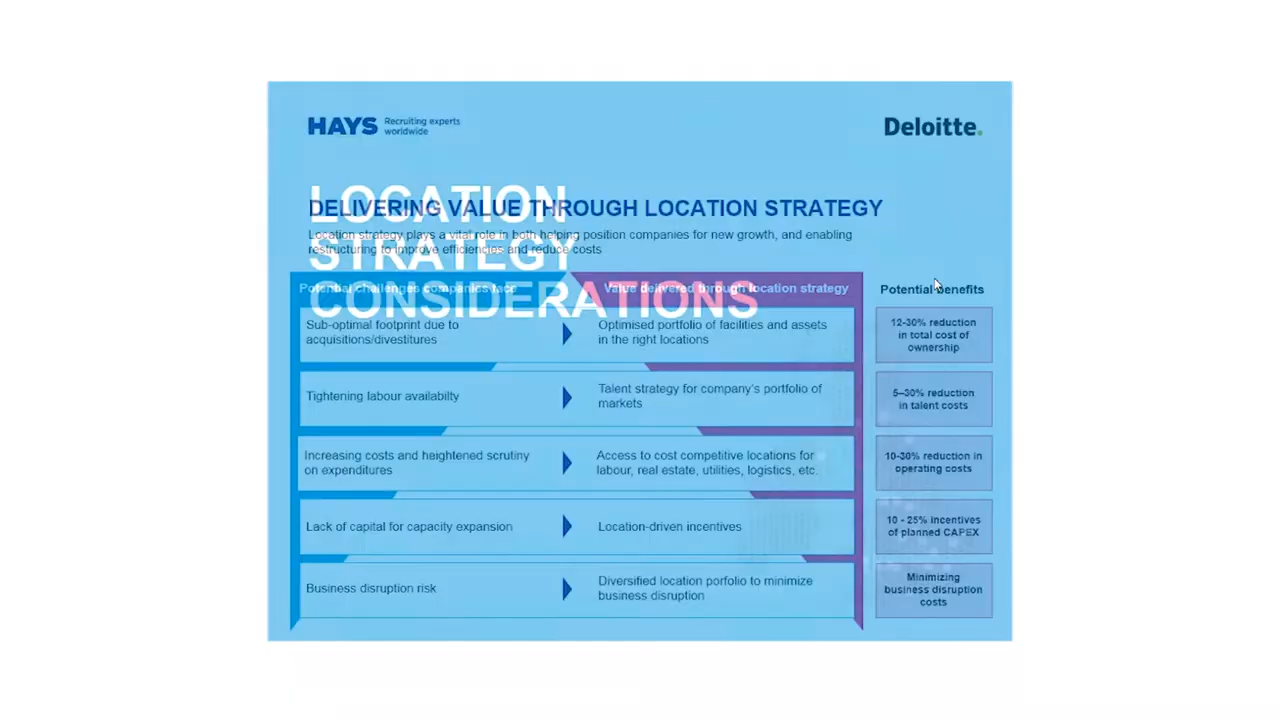 HAYS Recruiting experts
worldwide
Deloitte.
LOCATION
STRATEGY
CONSIDERATIONS
DELIVERING VALUE THROUGH LOCATION STRATEGY
Location strategy plays a vital role in both helping position companies for new growth, and enabling
restructuring to improve efficiencies and reduce costs
Potential challenges companies face
Value delivered through location strategy
Potential benefits
Sub-optimal footprint due to
acquisitions/divestitures
Optimised portfolio of facilities and assets
in the right locations
12-30% reduction
in total cost of
ownership
Tightening labour availabilty
Talent strategy for company's portfolio of
markets
5–30% reduction
in talent costs
Increasing costs and heightened scrutiny
on expenditures
Access to cost competitive locations for
labour, real estate, utilities, logistics, etc.
10-30% reduction in
operating costs
Lack of capital for capacity expansion
Location-driven incentives
10 - 25% incentives
of planned CAPEX
Business disruption risk
Diversified location porfolio to minimize
business disruption
Minimizing
business disruption
costs